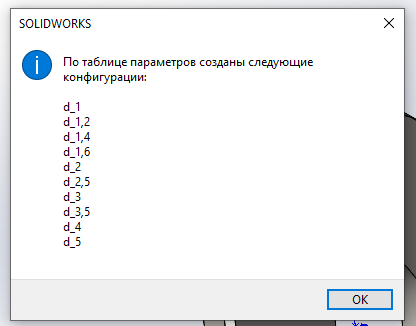 SOLIDWORKS
По таблице параметров созданы следующие
конфигурации:
d_1
d_1,2
d_1,4
d_1,6
d_2
d_2,5
d_3
d_3,5
d_4
d_5
OK